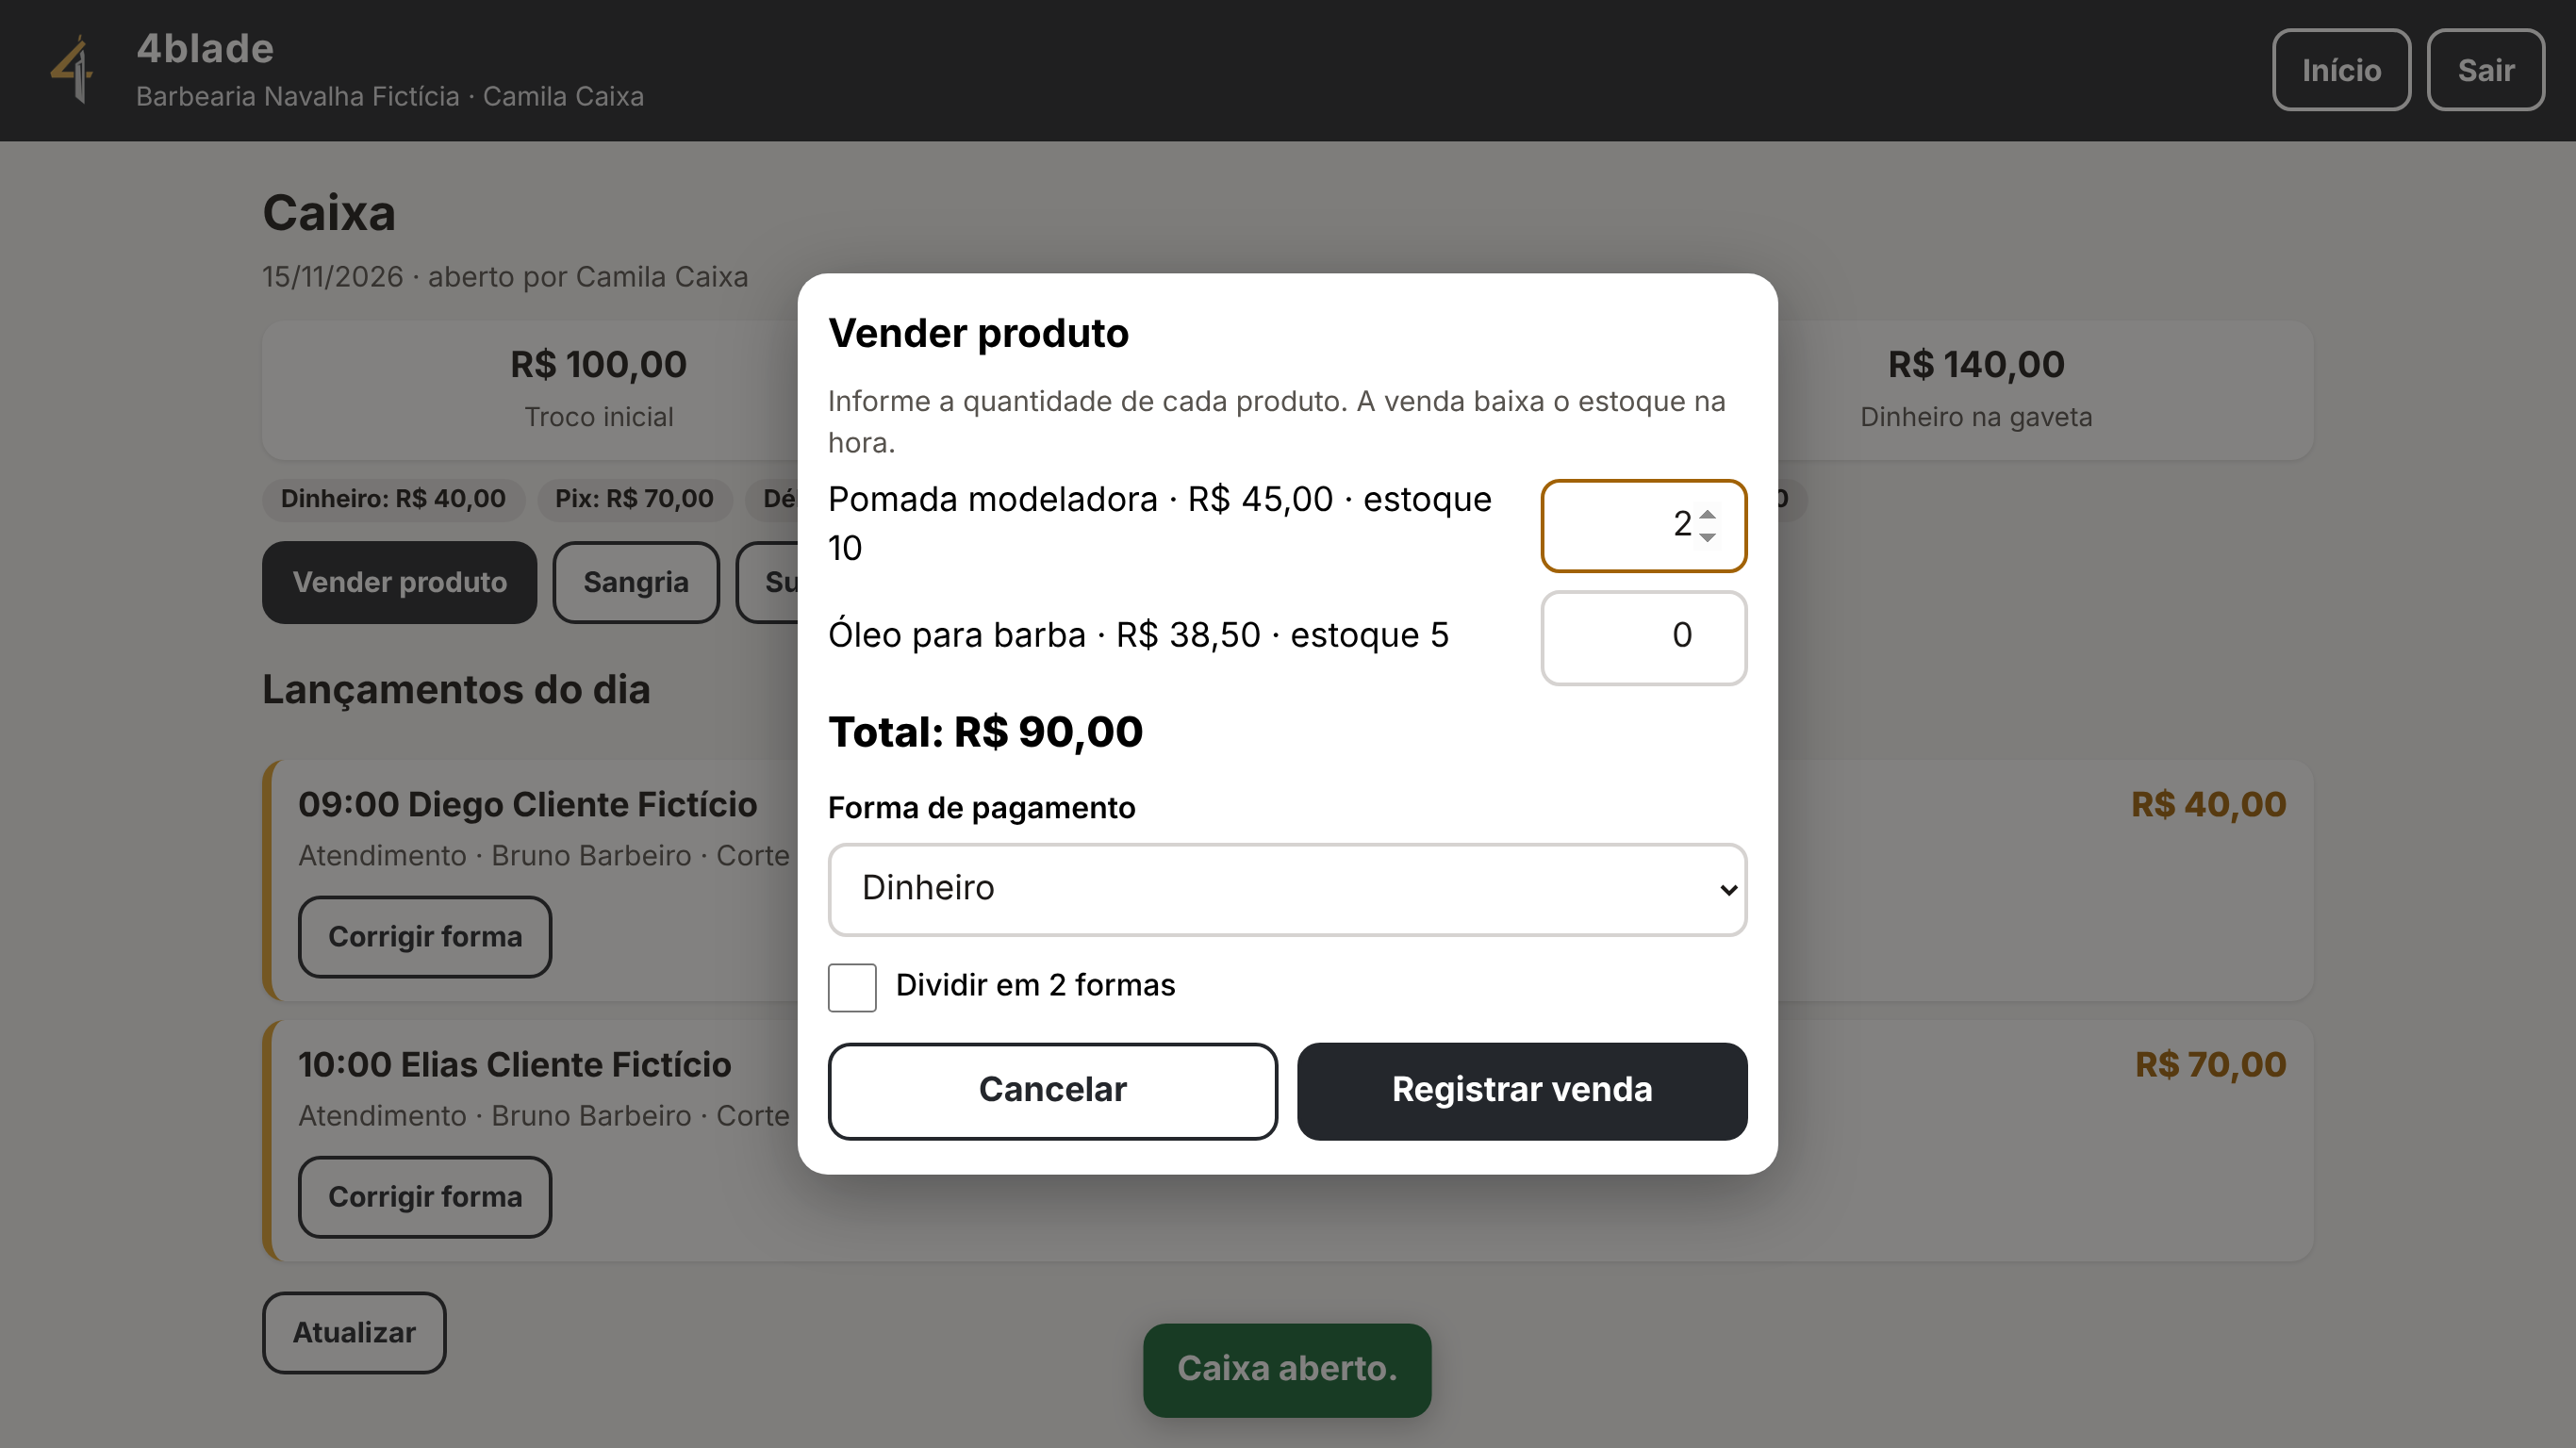 4blade
Barbearia Navalha Fictícia · Camila Caixa
Início
Sair
Caixa
15/11/2026 · aberto por Camila Caixa
R$ 100,00
Troco inicial
R$ 140,00
Dinheiro na gaveta
Dinheiro: R$ 40,00
Pix: R$ 70,00
Vender produto
Sangria
Lançamentos do dia
09:00 Diego Cliente Fictício
R$ 40,00
Atendimento · Bruno Barbeiro · Corte
Corrigir forma
10:00 Elias Cliente Fictício
R$ 70,00
Atendimento · Bruno Barbeiro · Corte
Corrigir forma
Atualizar
Vender produto
Informe a quantidade de cada produto. A venda baixa o estoque na
hora.
Pomada modeladora · R$ 45,00 · estoque
10
2
Óleo para barba · R$ 38,50 · estoque 5
0
Total: R$ 90,00
Forma de pagamento
Dinheiro
Dividir em 2 formas
Cancelar
Registrar venda
Caixa aberto.